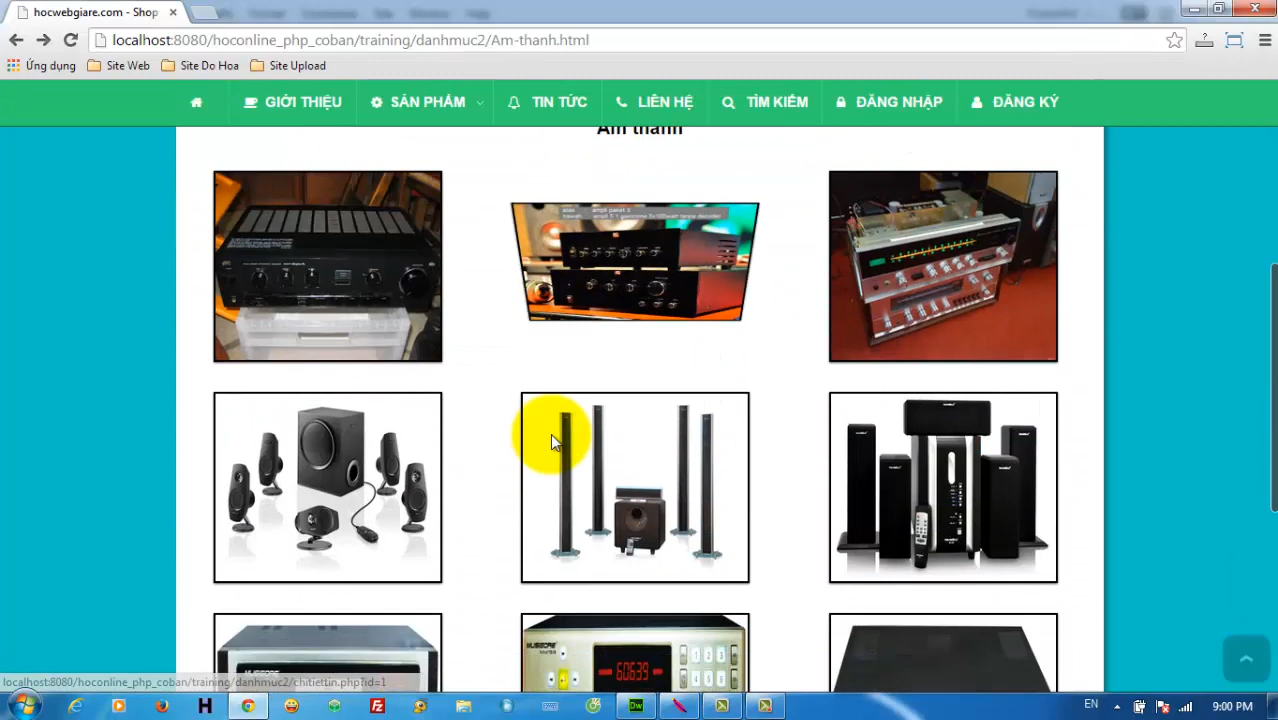 hocwebgiare.com - Shop
localhost:8080/hoconline_php_coban/training/danhmuc2/Am-thanh.html
Ứng dụng Site Web Site Do Hoa Site Upload
GIỚI THIỆU SẢN PHẨM TIN TỨC LIÊN HỆ TÌM KIẾM ĐĂNG NHẬP ĐĂNG KÝ
60639
localhost:8080/hoconline_php_coban/training/danhmuc2/chitiettin.php?id=1
EN 9:00 PM